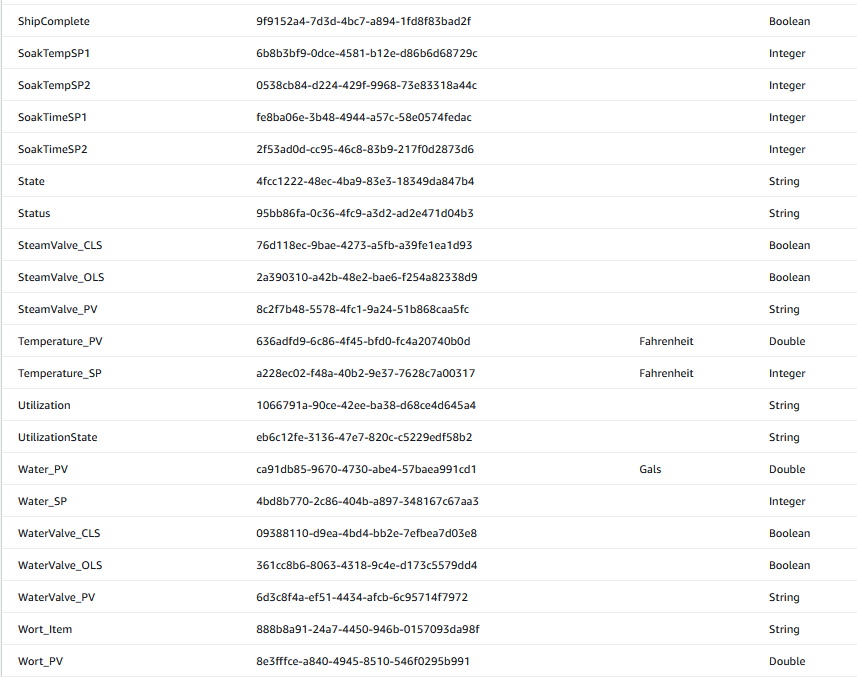 ShipComplete 9f9152a4-7d3d-4bc7-a894-1fd8f83bad2f Boolean
SoakTempSP1 6b8b3bf9-0dce-4581-b12e-d86b6d68729c Integer
SoakTempSP2 0538cb84-d224-429f-9968-73e83318a44c Integer
SoakTimeSP1 fe8ba06e-3b48-4944-a57c-58e0574fedac Integer
SoakTimeSP2 2f53ad0d-cc95-46c8-83b9-217f0d2873d6 Integer
State 4fcc1222-48ec-4ba9-83e3-18349da847b4 String
Status 95bb86fa-0c36-4fc9-a3d2-ad2e471d04b3 String
SteamValve_CLS 76d118ec-9bae-4273-a5fb-a39fe1ea1d93 Boolean
SteamValve_OLS 2a390310-a42b-48e2-bae6-f254a82338d9 Boolean
SteamValve_PV 8c2f7b48-5578-4fc1-9a24-51b868caa5fc String
Temperature_PV 636adfd9-6c86-4f45-bfd0-fc4a20740b0d Fahrenheit Double
Temperature_SP a228ec02-f48a-40b2-9e37-7628c7a00317 Fahrenheit Integer
Utilization 1066791a-90ce-42ee-ba38-d68ce4d645a4 String
UtilizationState eb6c12fe-3136-47e7-820c-c5229edf58b2 String
Water_PV ca91db85-9670-4730-abe4-57baea991cd1 Gals Double
Water_SP 4bd8b770-2c86-404b-a897-348167c67aa3 Integer
WaterValve_CLS 09388110-d9ea-4bd4-bb2e-7efbea7d03e8 Boolean
WaterValve_OLS 361cc8b6-8063-4318-9c4e-d173c5579dd4 Boolean
WaterValve_PV 6d3c8f4a-ef51-4434-afcb-6c95714f7972 String
Wort_Item 888b8a91-24a7-4450-946b-0157093da98f String
Wort_PV 8e3fffce-a840-4945-8510-546f0295b991 Double